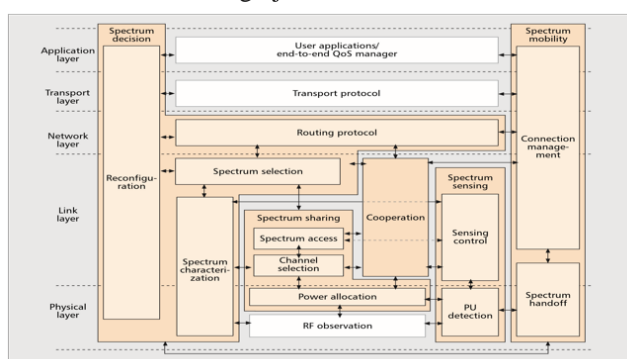 Spectrum
decision
Spectrum
mobility
Application
layer
User applications/
end-to-end QoS manager
Transport
layer
Transport protocol
Network
layer
Routing protocol
Connection
manage-
ment
Reconfigu-
ration
Spectrum selection
Link
layer
Spectrum
sensing
Cooperation
Spectrum sharing
Spectrum access
Sensing
control
Spectrum
characteri-
zation
Channel
selection
Physical
layer
Power allocation
RF observation
PU
detection
Spectrum
handoff